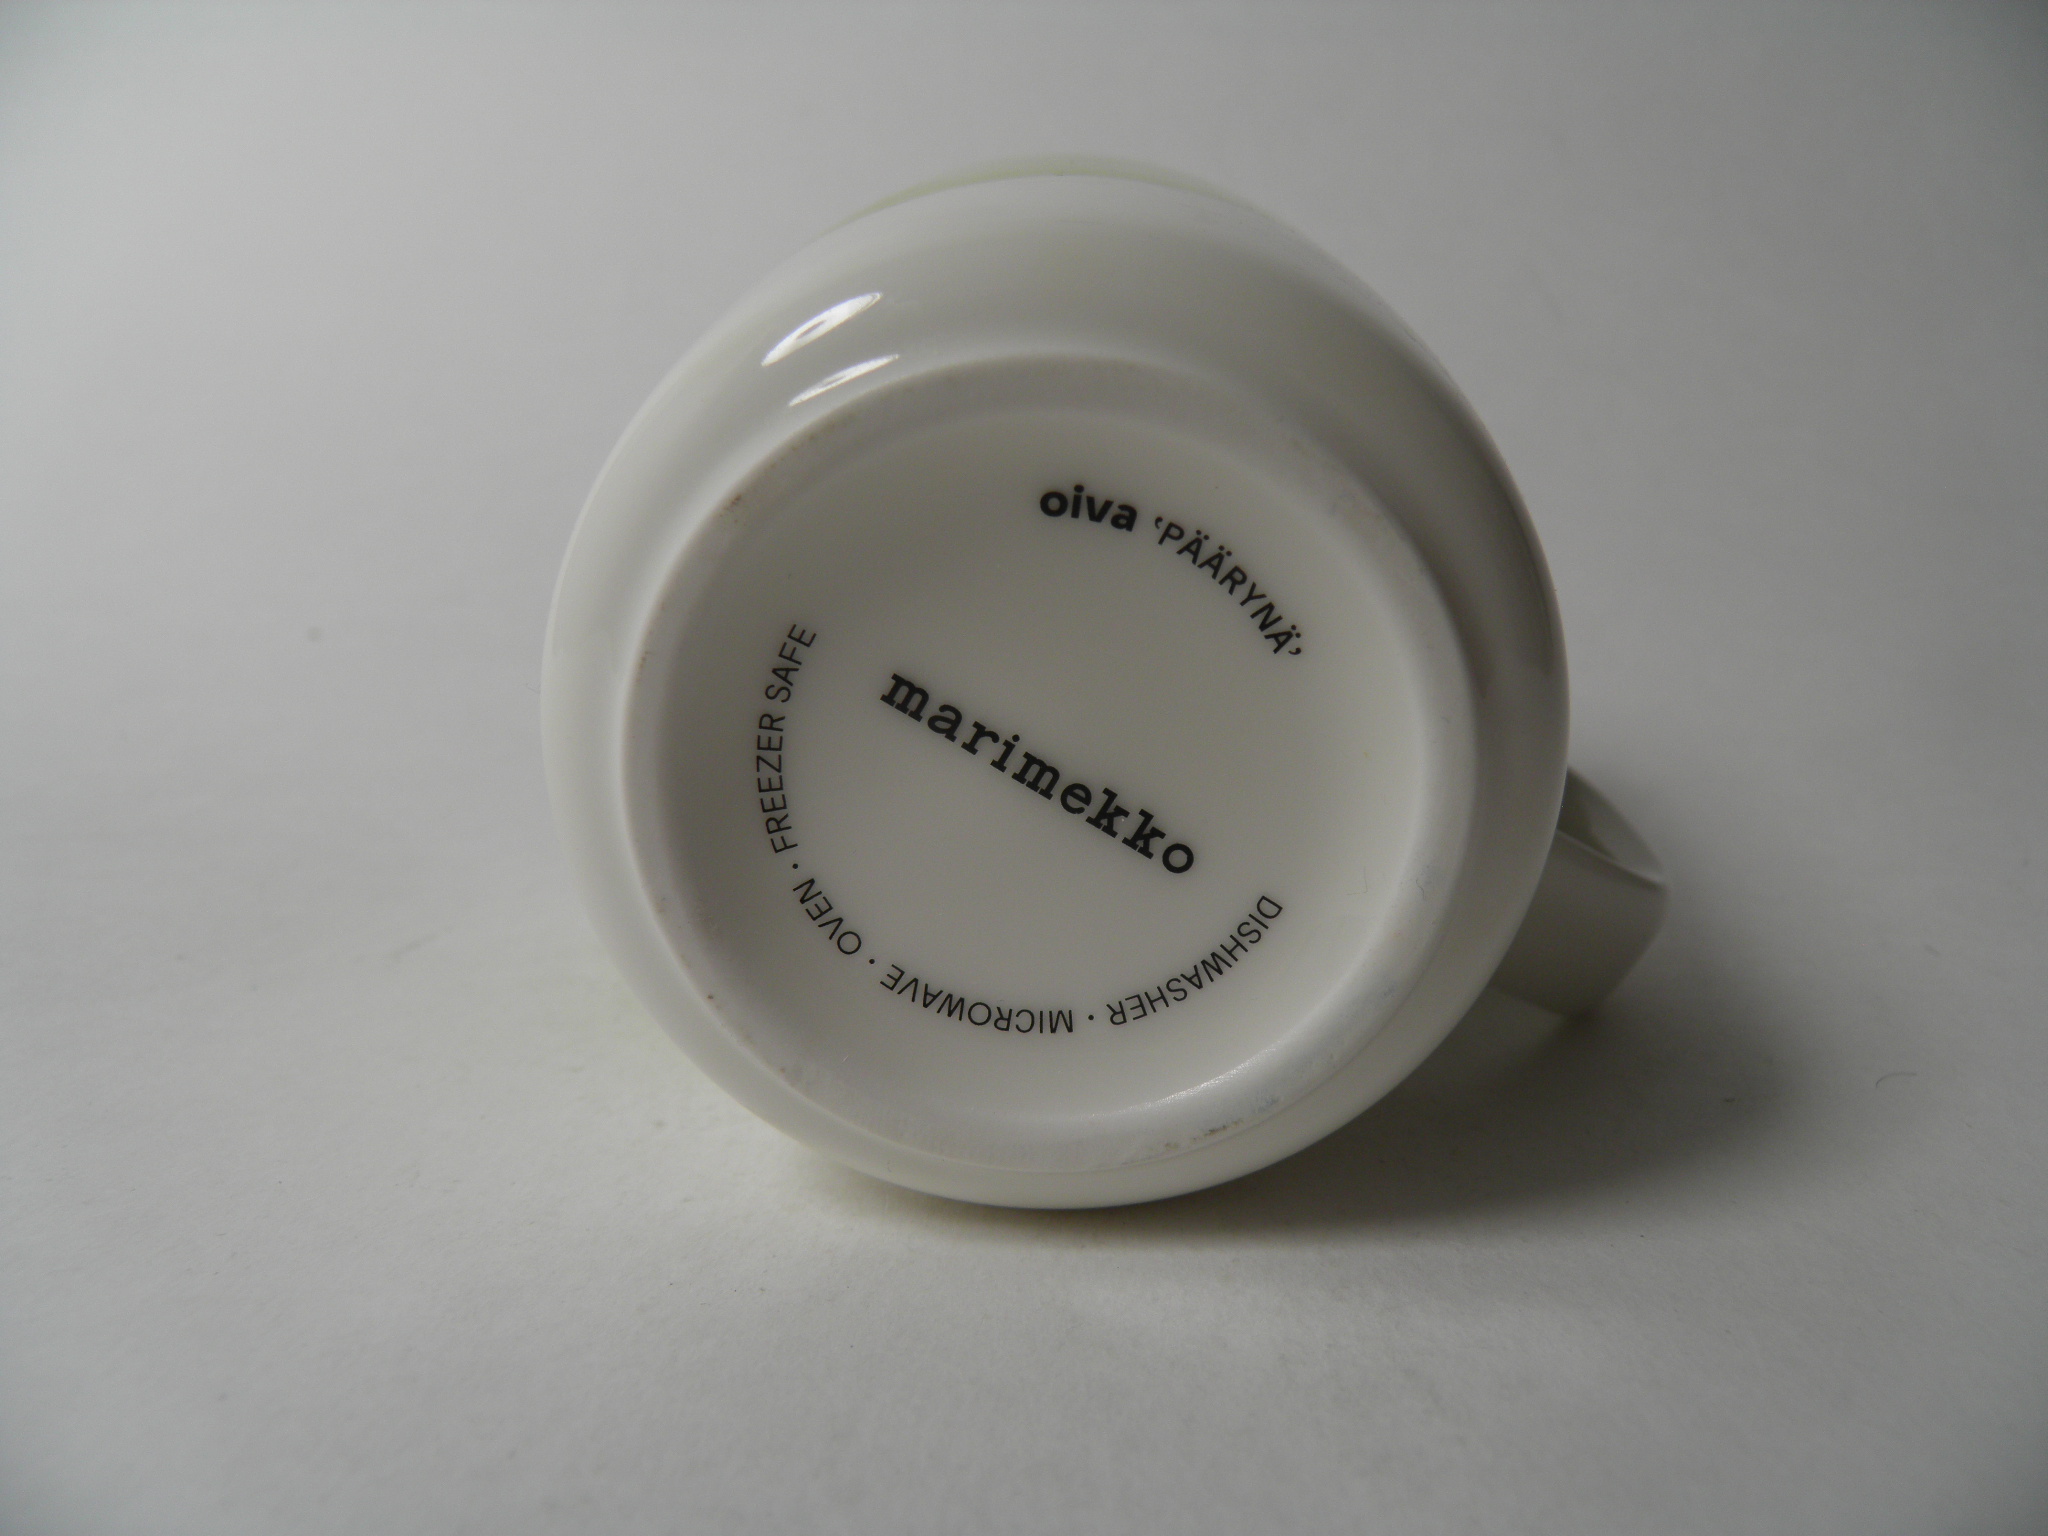 oiva ‘PÄÄRYNÄ’
marimekko
DISHWASHER · MICROWAVE · OVEN · FREEZER SAFE